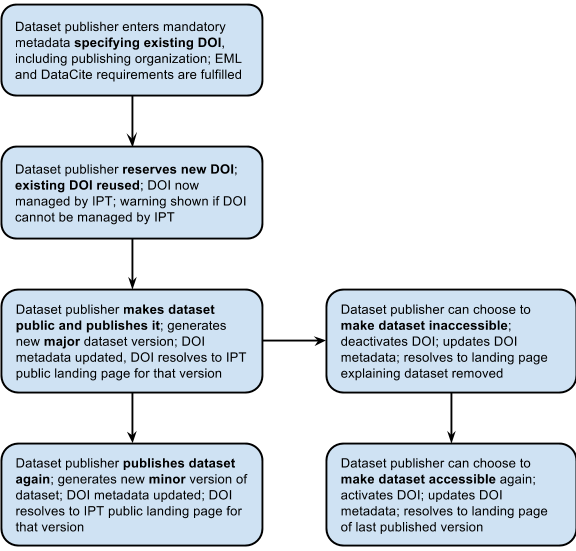 Dataset publisher enters mandatory
metadata specifying existing DOI,
including publishing organization; EML
and DataCite requirements are fulfilled
Dataset publisher reserves new DOI;
existing DOI reused; DOI now
managed by IPT; warning shown if DOI
cannot be managed by IPT
Dataset publisher makes dataset
public and publishes it; generates
new major dataset version; DOI
metadata updated, DOI resolves to IPT
public landing page for that version
Dataset publisher can choose to
make dataset inaccessible;
deactivates DOI; updates DOI
metadata; resolves to landing page
explaining dataset removed
Dataset publisher publishes dataset
again; generates new minor version of
dataset; DOI metadata updated; DOI
resolves to IPT public landing page for
that version
Dataset publisher can choose to
make dataset accessible again;
activates DOI; updates DOI
metadata; resolves to landing page
of last published version